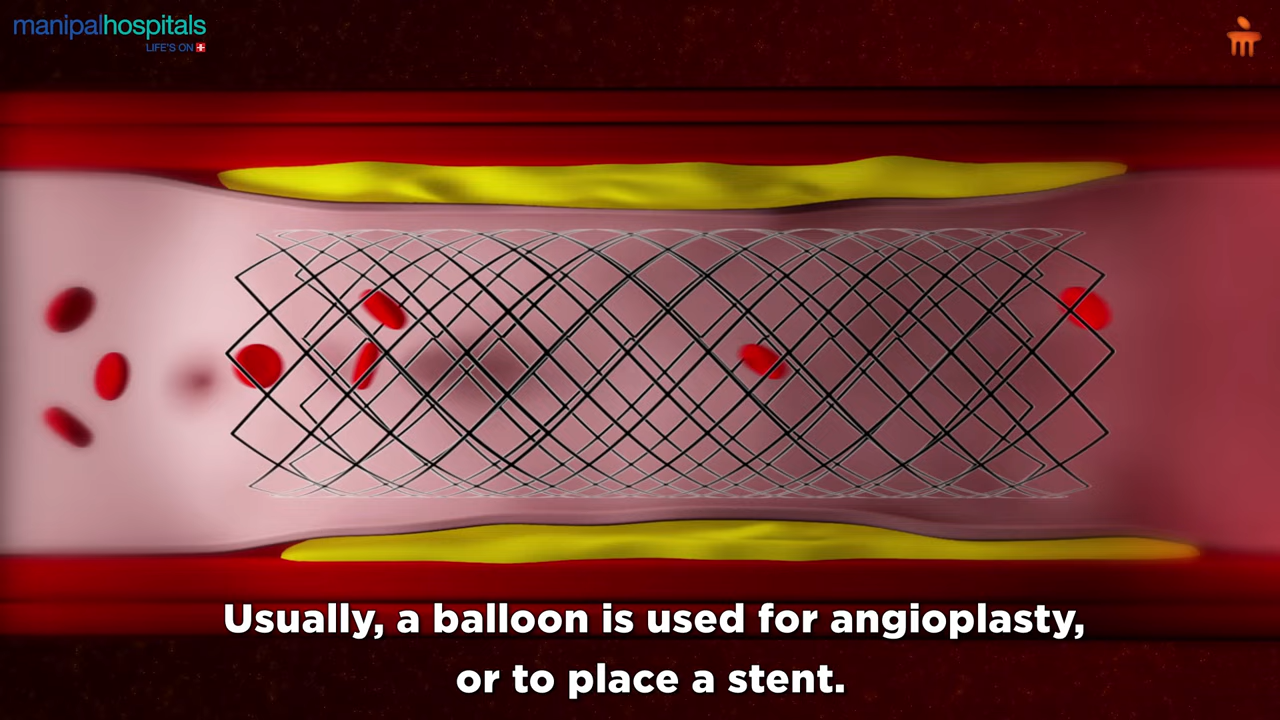 manipalhospitals
LIFE'S ON
Usually, a balloon is used for angioplasty,
or to place a stent.